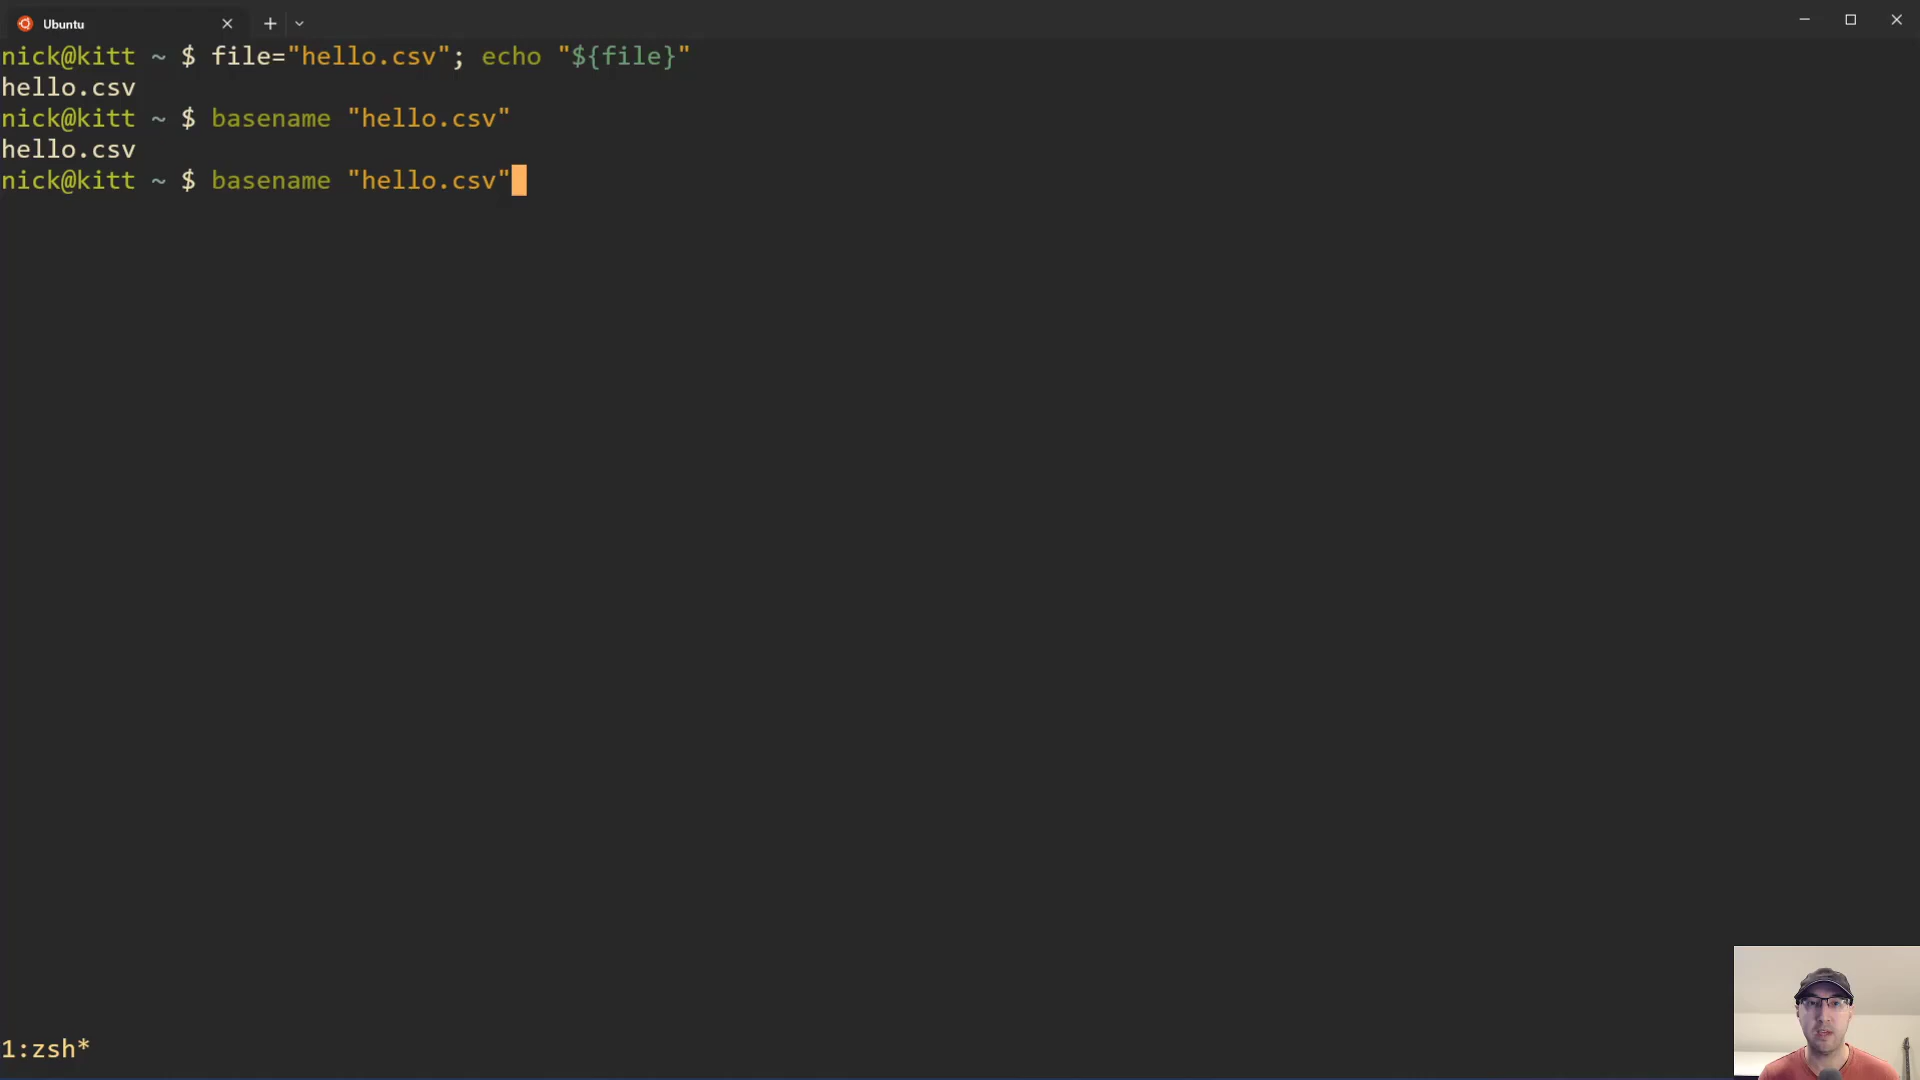 Ubuntu
nick@kitt ~ $ file="hello.csv"; echo "${file}"
hello.csv
nick@kitt ~ $ basename "hello.csv"
hello.csv
nick@kitt ~ $ basename "hello.csv"
1:zsh*